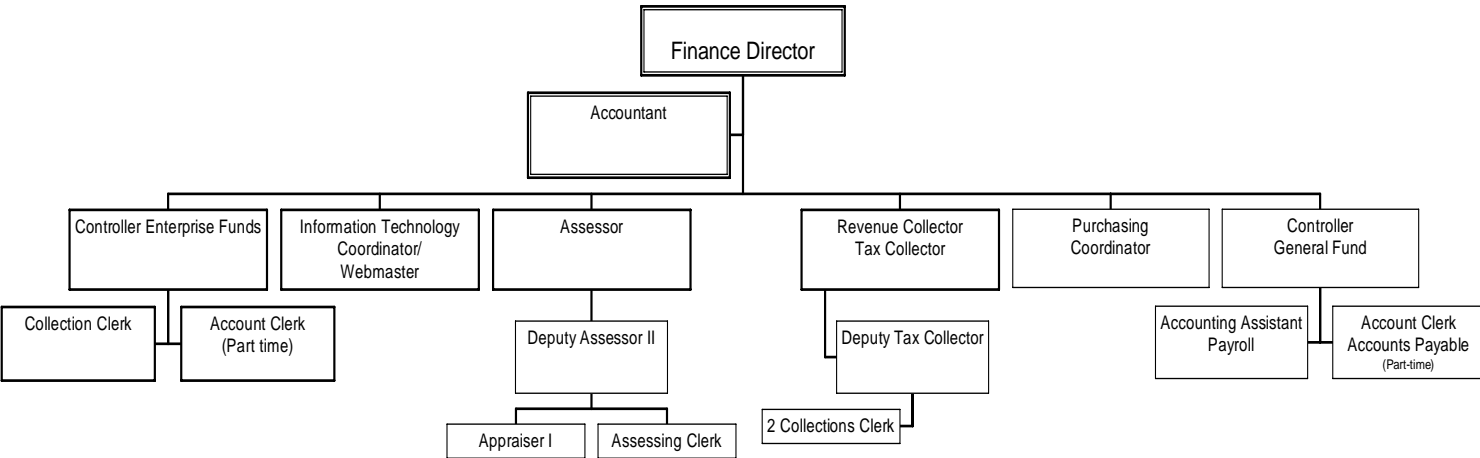 Finance Director
Accountant
Controller Enterprise Funds
Information Technology
Coordinator/
Webmaster
Assessor
Revenue Collector
Tax Collector
Purchasing
Coordinator
Controller
General Fund
Collection Clerk
Account Clerk
(Part time)
Deputy Assessor II
Deputy Tax Collector
Accounting Assistant
Payroll
Account Clerk
Accounts Payable
(Part-time)
Appraiser I
Assessing Clerk
2 Collections Clerk